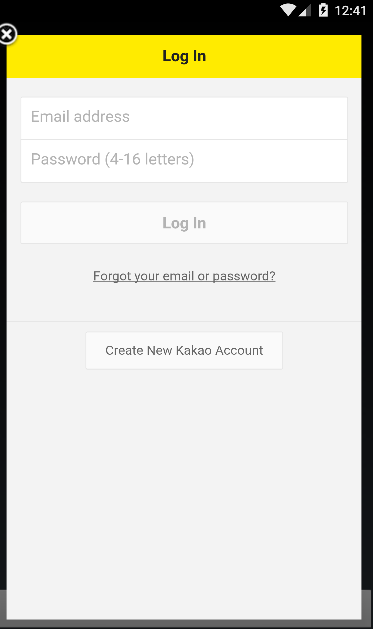 12:41
Log In
Email address
Password (4-16 letters)
Log In
Forgot your email or password?
Create New Kakao Account